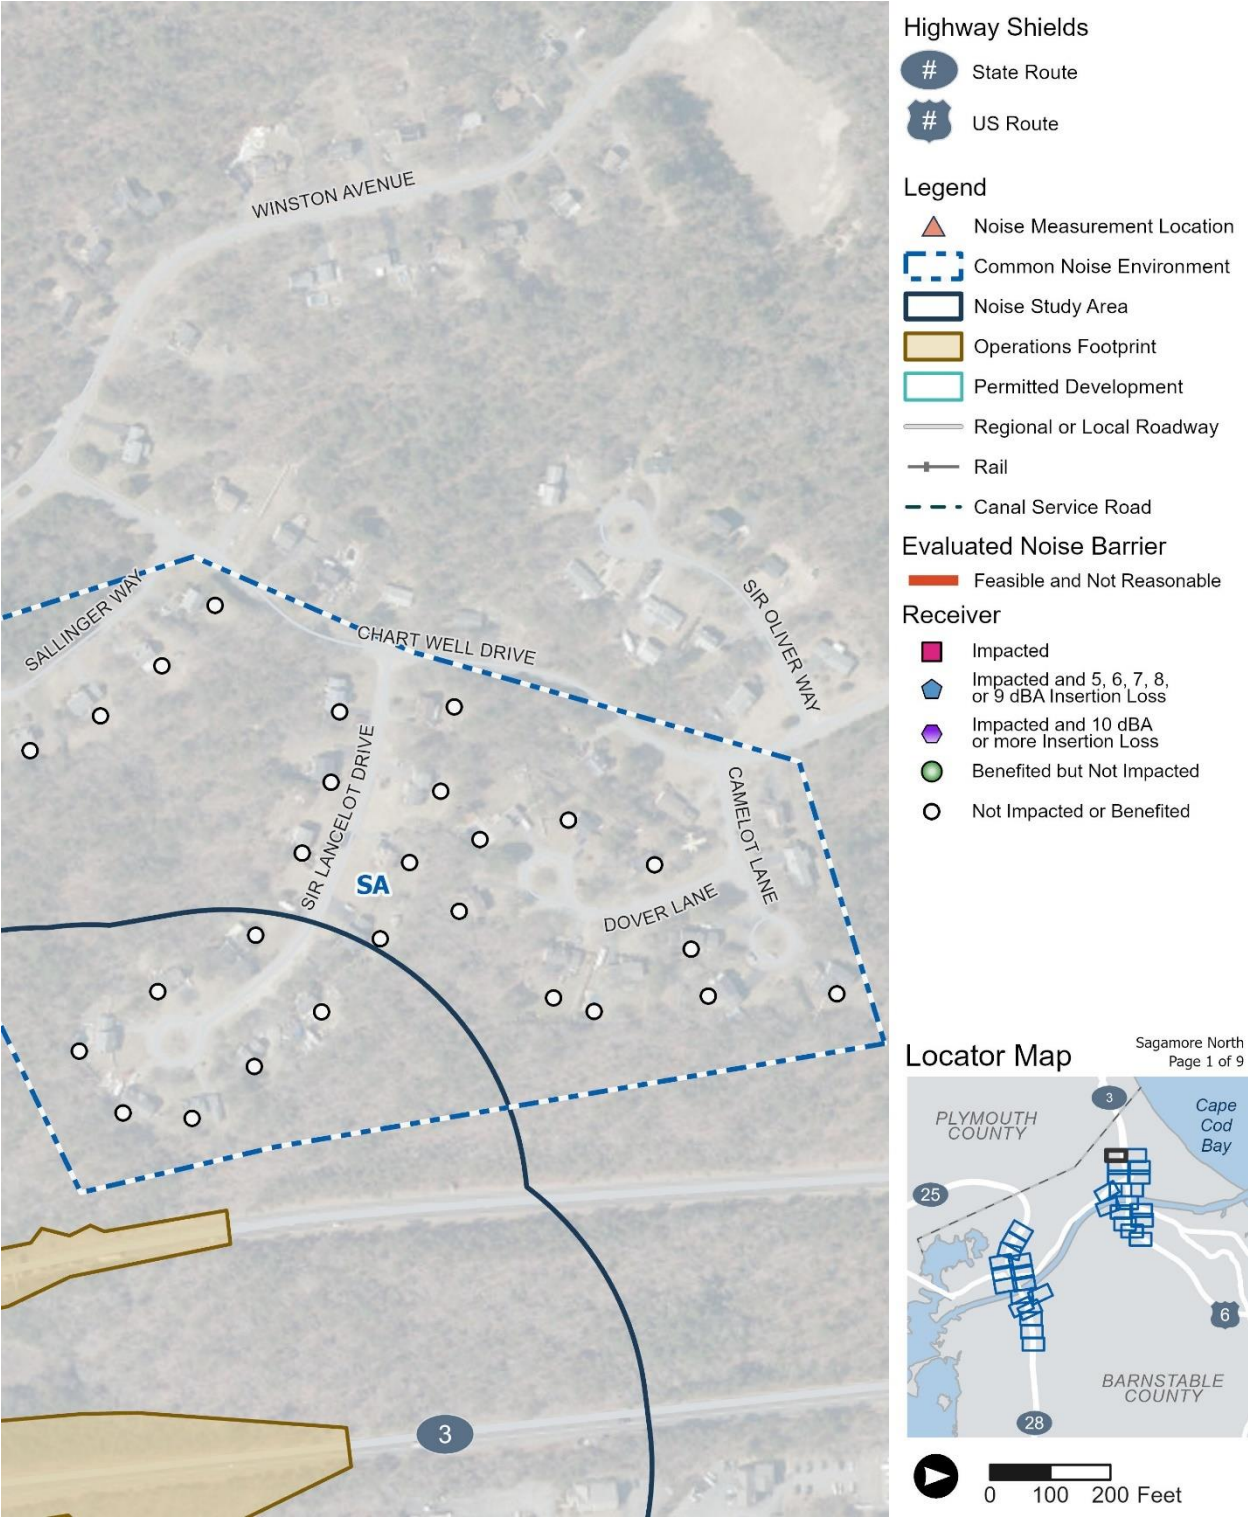 WINSTON AVENUE
SALLINGER WAY
CHART WELL DRIVE
SIR OLIVER WAY
SIR LANCELOT DRIVE
CAMELOT LANE
SA
DOVER LANE
3
Highway Shields
# State Route
# US Route
Legend
Noise Measurement Location
Common Noise Environment
Noise Study Area
Operations Footprint
Permitted Development
Regional or Local Roadway
Rail
Canal Service Road
Evaluated Noise Barrier
Feasible and Not Reasonable
Receiver
Impacted
Impacted and 5, 6, 7, 8,
or 9 dBA Insertion Loss
Impacted and 10 dBA
or more Insertion Loss
Benefited but Not Impacted
Not Impacted or Benefited
Locator Map
Sagamore North
Page 1 of 9
3
PLYMOUTH
COUNTY
Cape
Cod
Bay
25
6
BARNSTABLE
COUNTY
28
0 100 200 Feet